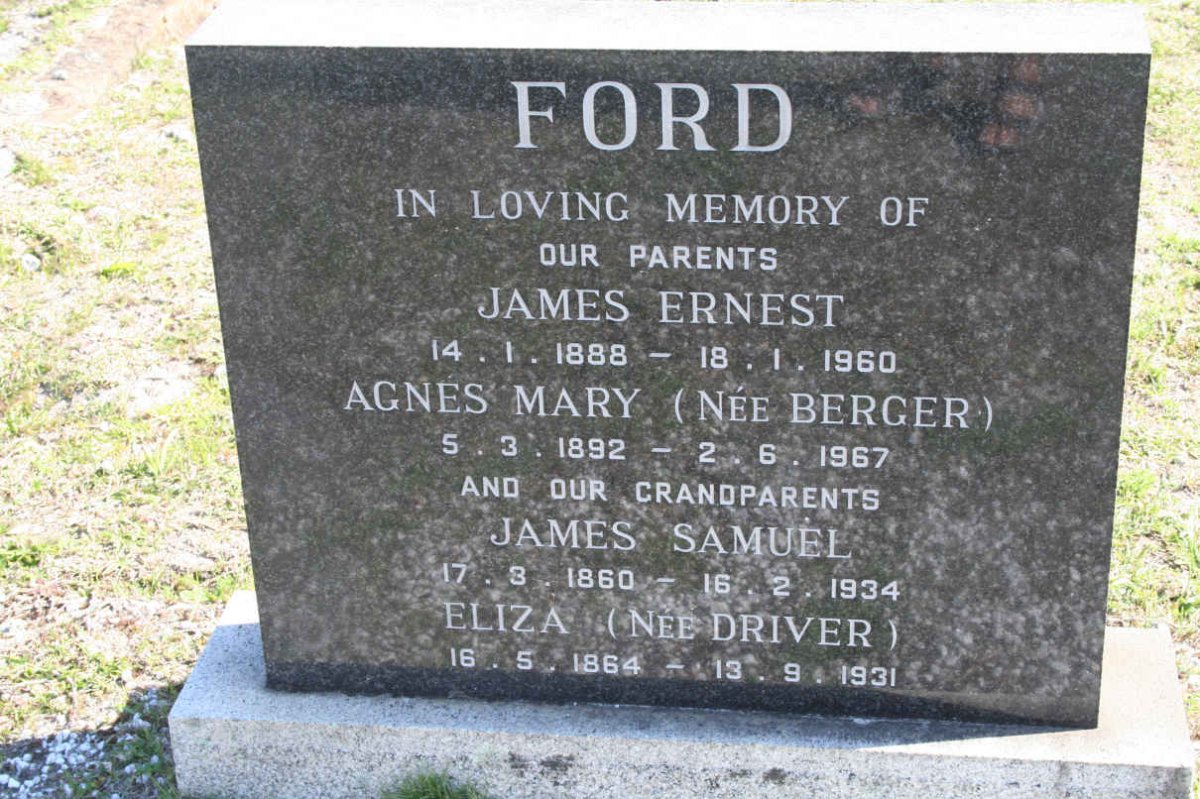 FORD
IN LOVING MEMORY OF
OUR PARENTS
JAMES ERNEST
14 . 1 . 1888 – 18 . 1 . 1960
AGNES MARY (NÉE BERGER)
5 . 3 . 1892 – 2 . 6 . 1967
AND OUR GRANDPARENTS
JAMES SAMUEL
17 . 3 . 1860 – 16 . 2 . 1934
ELIZA (NÉE DRIVER)
16 . 5 . 1864 – 13 . 9 . 1931